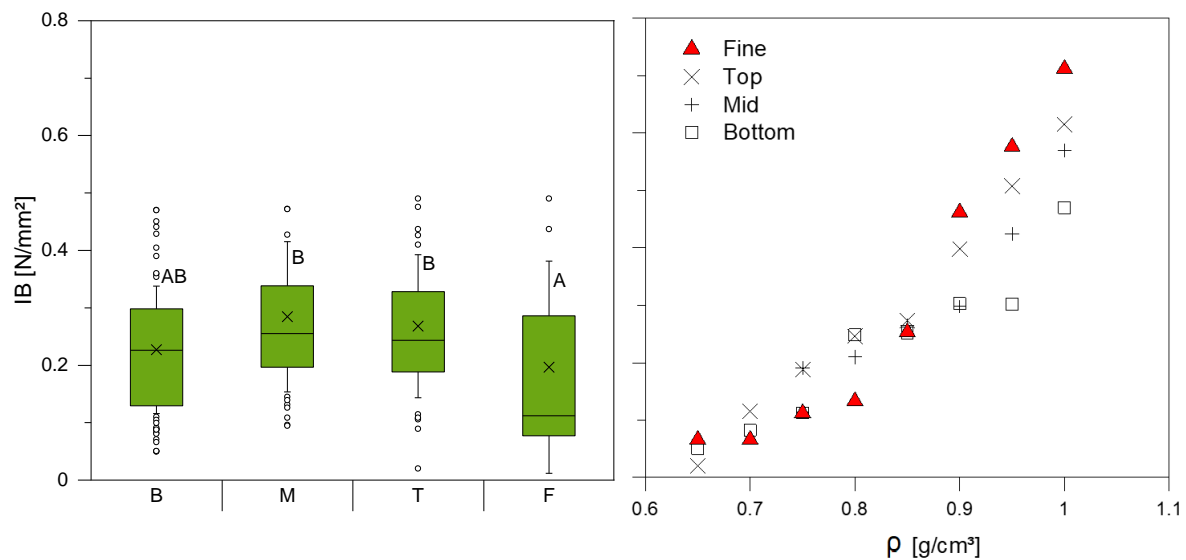 IB [N/mm²]
0.8
0.6
0.4
0.2
0
AB
B
B
A
B M T F
Fine
Top
Mid
Bottom
0.6 0.7 0.8 0.9 1 1.1
ρ [g/cm³]